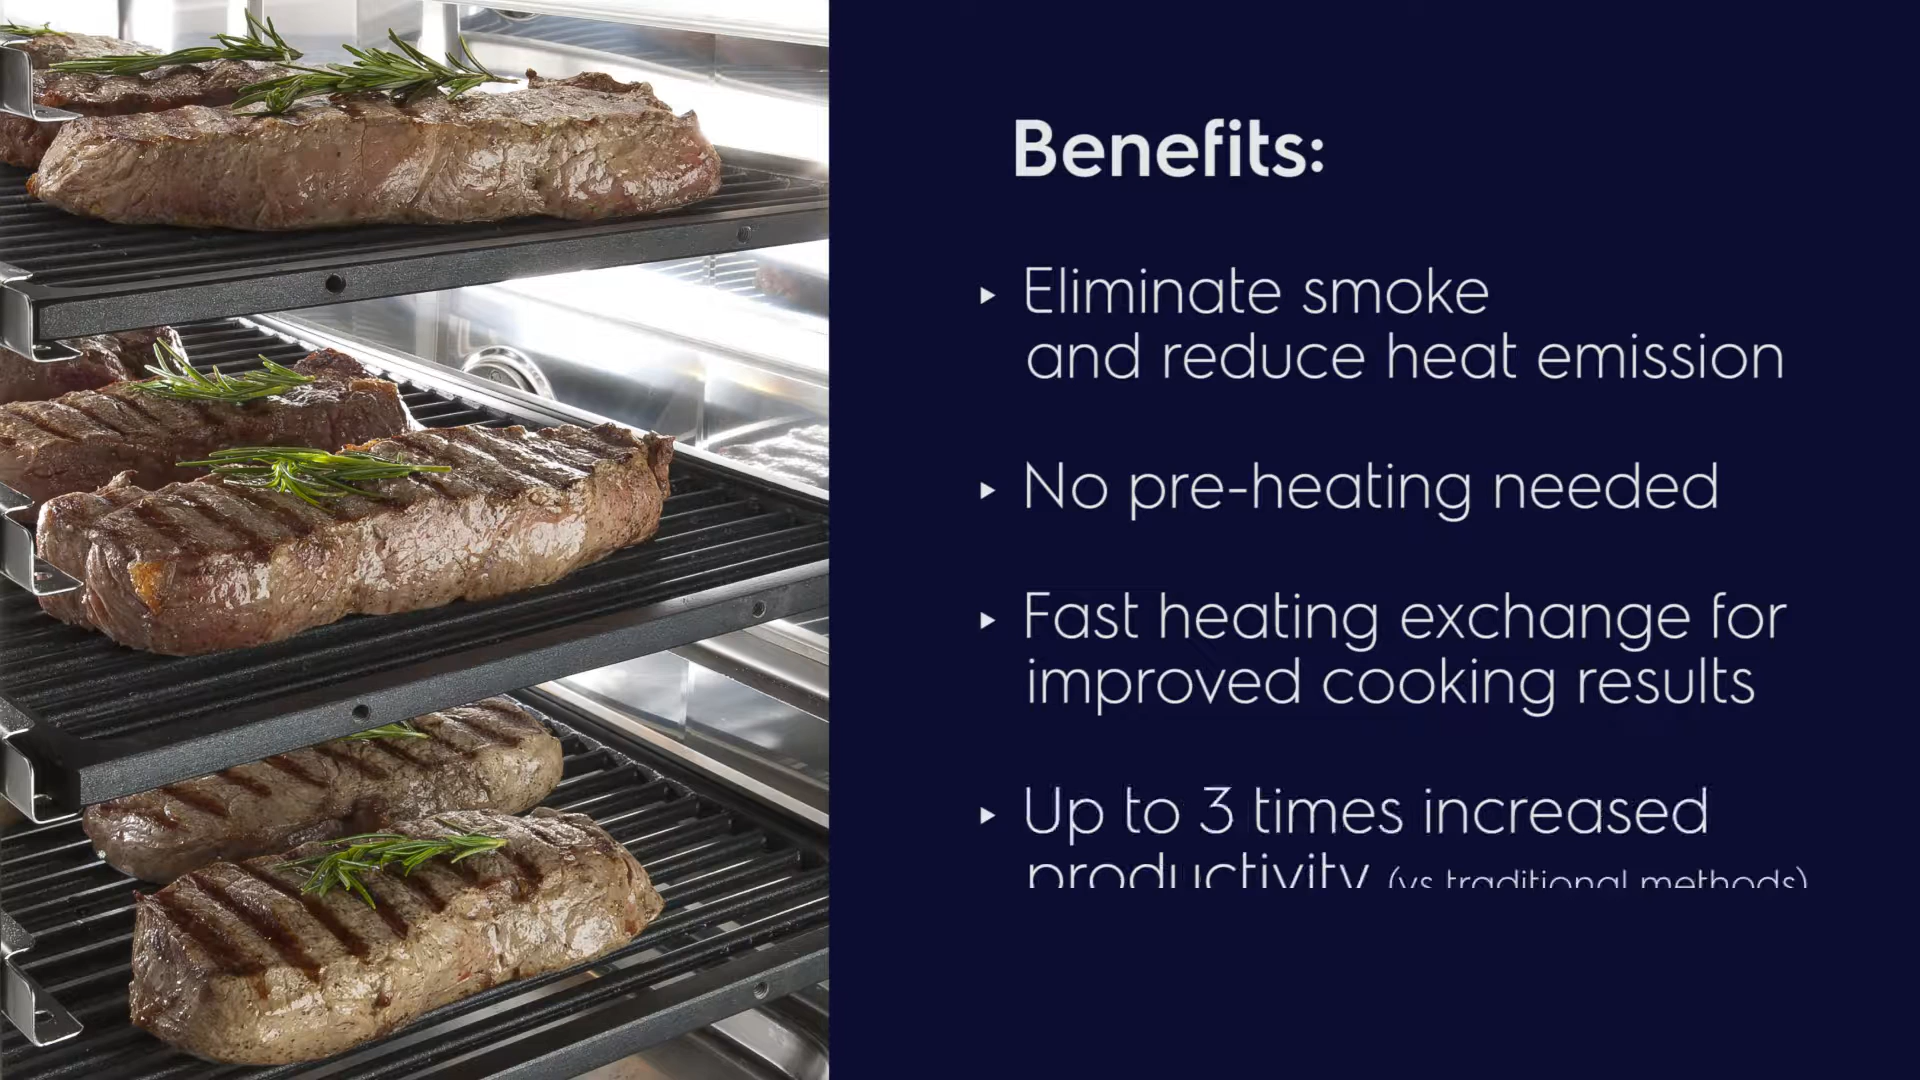 Benefits:
▸ Eliminate smoke
and reduce heat emission
▸ No pre-heating needed
▸ Fast heating exchange for
improved cooking results
▸ Up to 3 times increased
productivity (vs traditional methods)